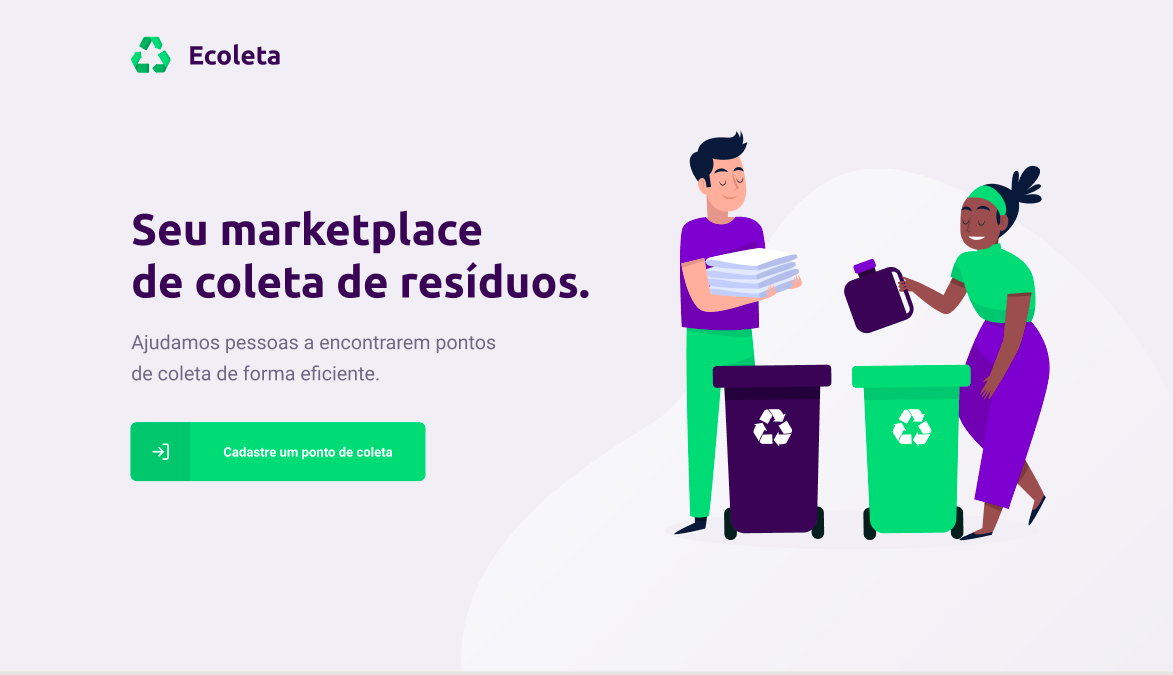 Ecoleta
Seu marketplace
de coleta de resíduos.
Ajudamos pessoas a encontrarem pontos
de coleta de forma eficiente.
Cadastre um ponto de coleta